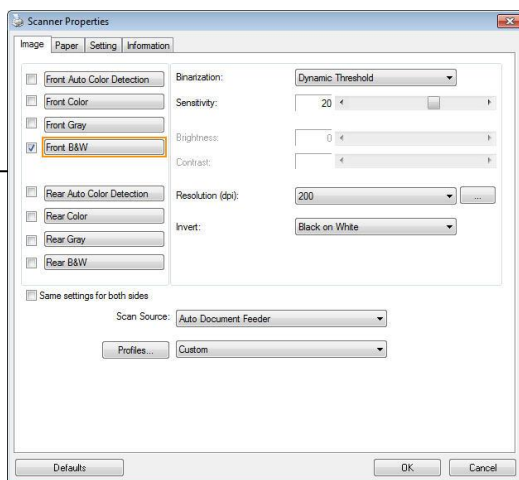 Scanner Properties
Image Paper Setting Information
Front Auto Color Detection
Front Color
Front Gray
Front B&W
Rear Auto Color Detection
Rear Color
Rear Gray
Rear B&W
Binarization: Dynamic Threshold
Sensitivity: 20
Brightness: 0
Contrast:
Resolution (dpi): 200 ...
Invert: Black on White
Same settings for both sides
Scan Source: Auto Document Feeder
Profiles... Custom
Defaults OK Cancel